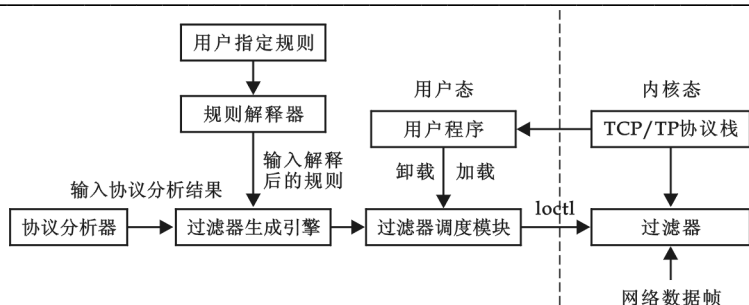 用户指定规则
用户态
内核态
规则解释器
用户程序
TCP/TP协议栈
输入解释
后的规则
卸载
加载
输入协议分析结果
loctl
协议分析器
过滤器生成引擎
过滤器调度模块
过滤器
网络数据帧